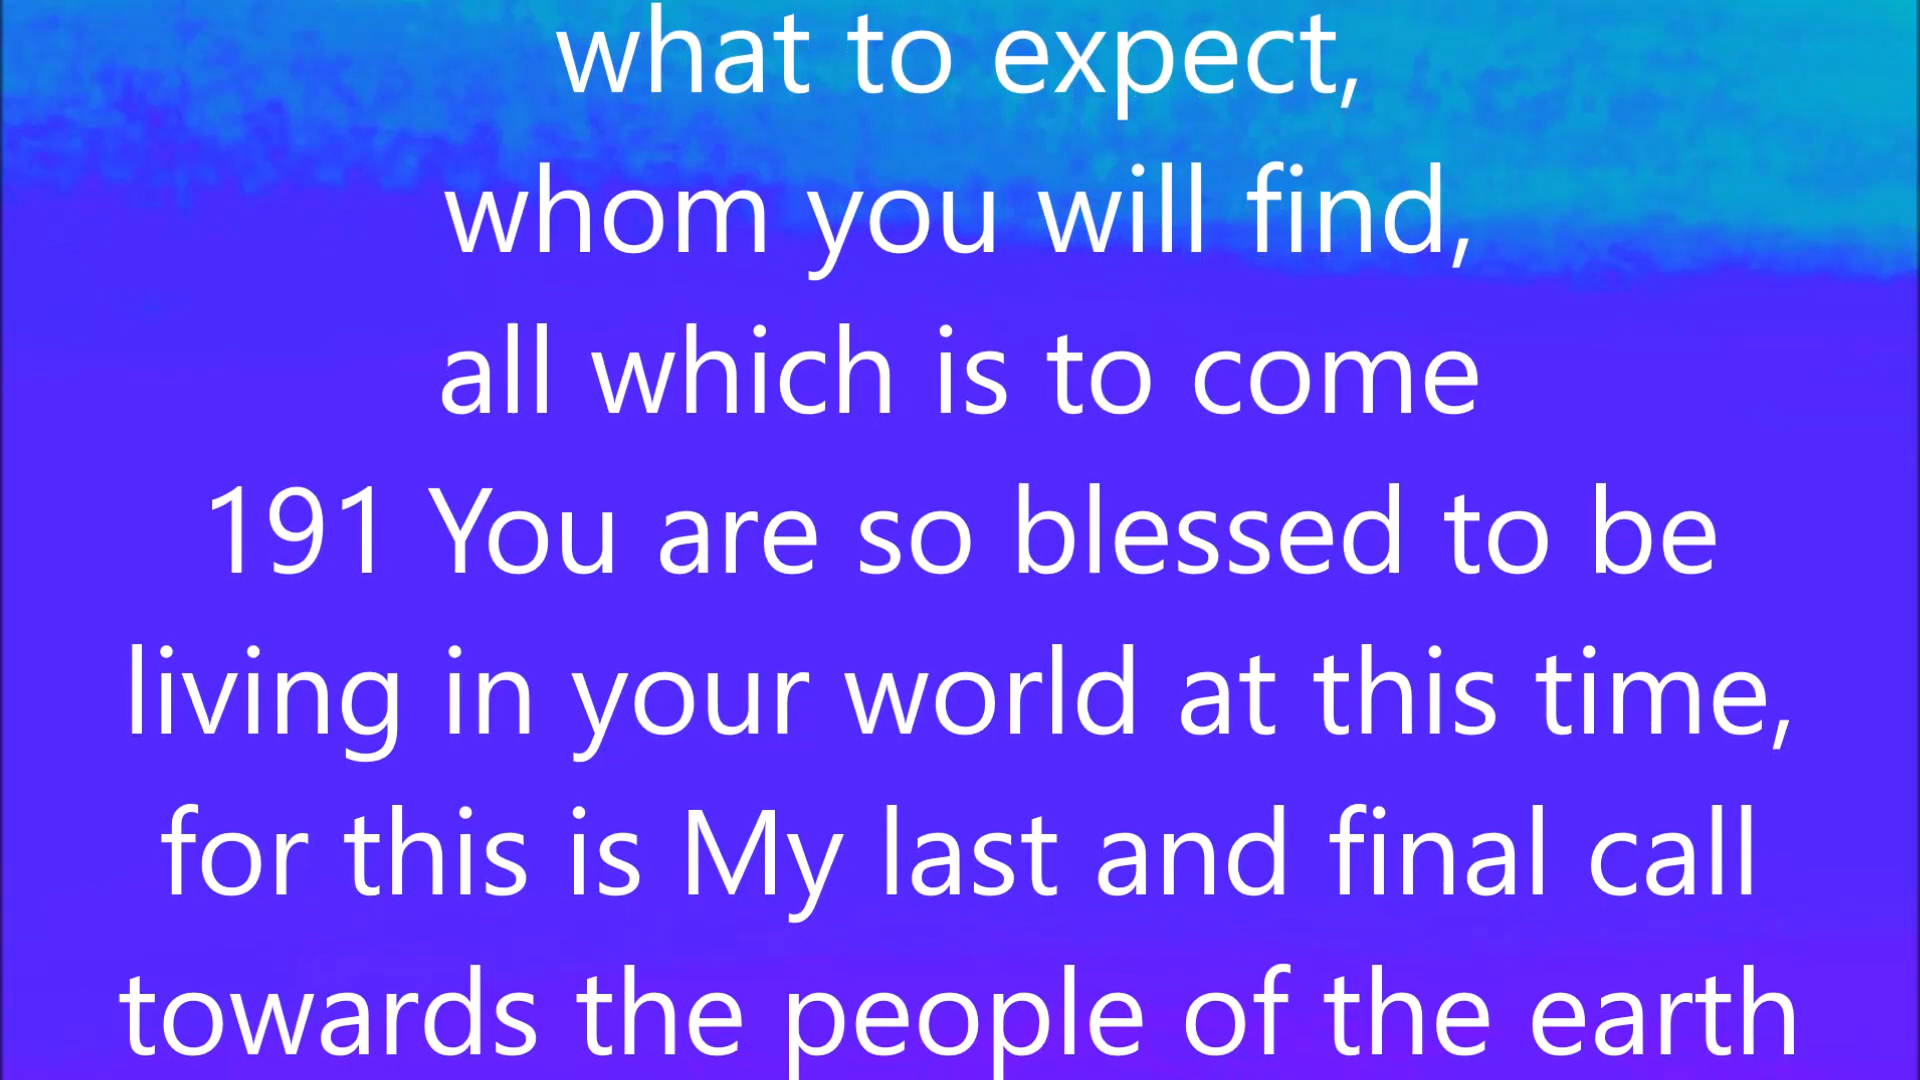 what to expect,
whom you will find,
all which is to come
191 You are so blessed to be
living in your world at this time,
for this is My last and final call
towards the people of the earth